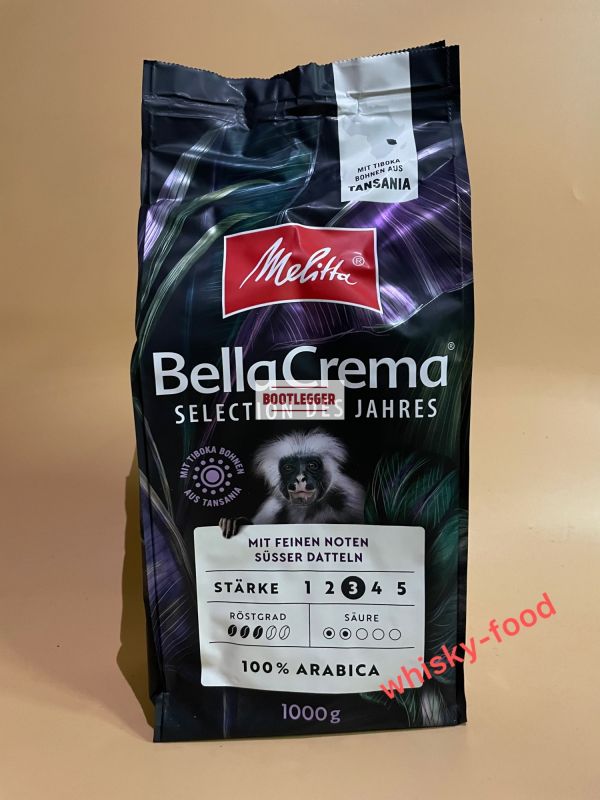 MIT TIBOKA
BOHNEN AUS
TANSANIA
Melitta®
BellaCrema®
BOOTLEGGER
SELECTION DES JAHRES
MIT TIBOKA BOHNEN
AUS TANSANIA
MIT FEINEN NOTEN
SÜSSER DATTELN
STÄRKE 1 2 3 4 5
RÖSTGRAD SÄURE
100% ARABICA
1000g
whisky-food